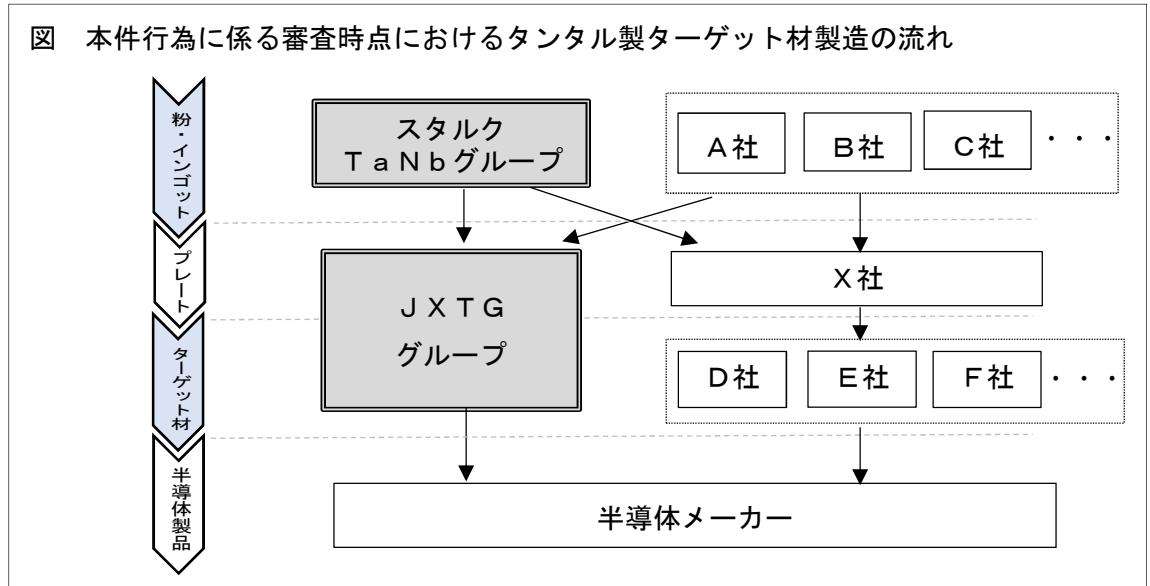 図　本件行為に係る審査時点におけるタンタル製ターゲット材製造の流れ
粉・インゴット
プレート
ターゲット材
半導体製品
スタルク
ＴａＮｂグループ
Ａ社
Ｂ社
Ｃ社
・・・
ＪＸＴＧ
グループ
Ｘ社
Ｄ社
Ｅ社
Ｆ社
・・・
半導体メーカー